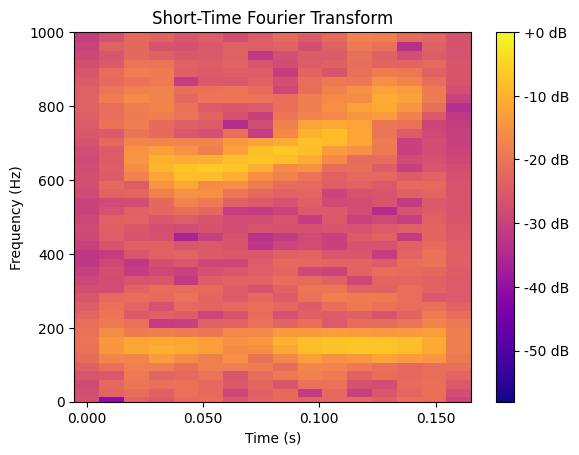 Short-Time Fourier Transform
1000
800
600
400
200
0
Frequency (Hz)
0.000
0.050
0.100
0.150
Time (s)
+0 dB
-10 dB
-20 dB
-30 dB
-40 dB
-50 dB